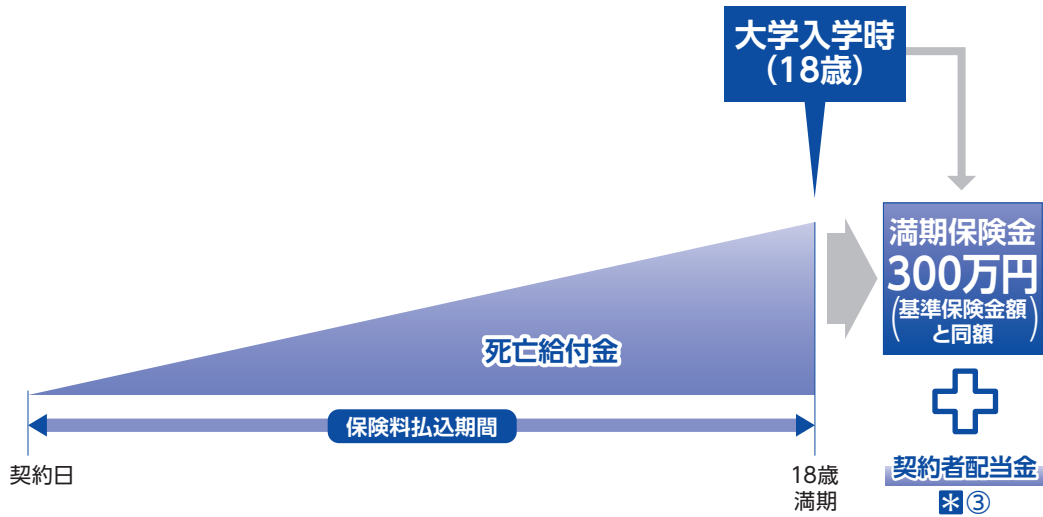 大学入学時
（18歳）
満期保険金
300万円
（基準保険金額
と同額）
死亡給付金
保険料払込期間
契約日
18歳
満期
契約者配当金
*③